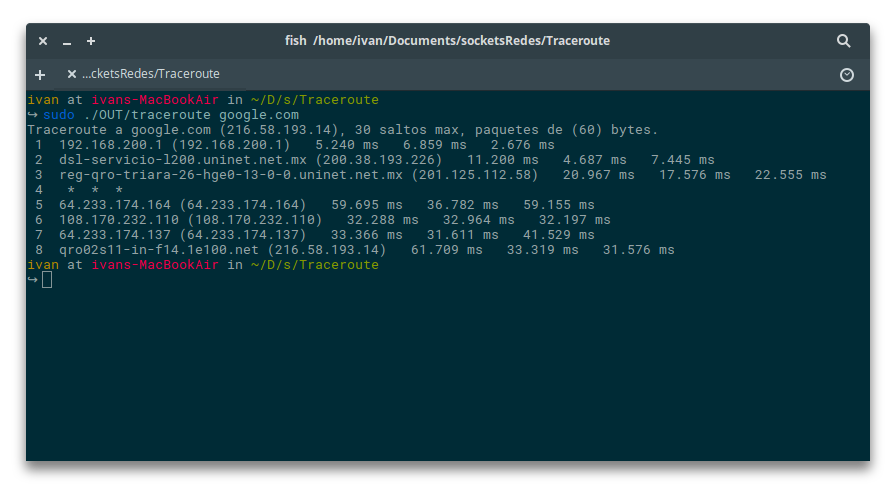 fish /home/ivan/Documents/socketsRedes/Traceroute
...cketsRedes/Traceroute
ivan at ivans-MacBookAir in ~/D/s/Traceroute
↪ sudo ./OUT/traceroute google.com
Traceroute a google.com (216.58.193.14), 30 saltos max, paquetes de (60) bytes.
1 192.168.200.1 (192.168.200.1) 5.240 ms 6.859 ms 2.676 ms
2 dsl-servicio-l200.uninet.net.mx (200.38.193.226) 11.200 ms 4.687 ms 7.445 ms
3 reg-qro-triara-26-hge0-13-0-0.uninet.net.mx (201.125.112.58) 20.967 ms 17.576 ms 22.555 ms
4 * * *
5 64.233.174.164 (64.233.174.164) 59.695 ms 36.782 ms 59.155 ms
6 108.170.232.110 (108.170.232.110) 32.288 ms 32.964 ms 32.197 ms
7 64.233.174.137 (64.233.174.137) 33.366 ms 31.611 ms 41.529 ms
8 qro02s11-in-f14.1e100.net (216.58.193.14) 61.709 ms 33.319 ms 31.576 ms
ivan at ivans-MacBookAir in ~/D/s/Traceroute
↪